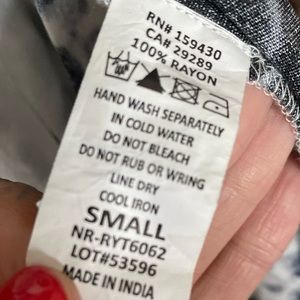 RN# 159430
CA# 29289
100% RAYON
HAND WASH SEPARATELY
IN COLD WATER
DO NOT BLEACH
DO NOT RUB OR WRING
LINE DRY
COOL IRON
SMALL
NR-RYT6062
LOT#53596
MADE IN INDIA